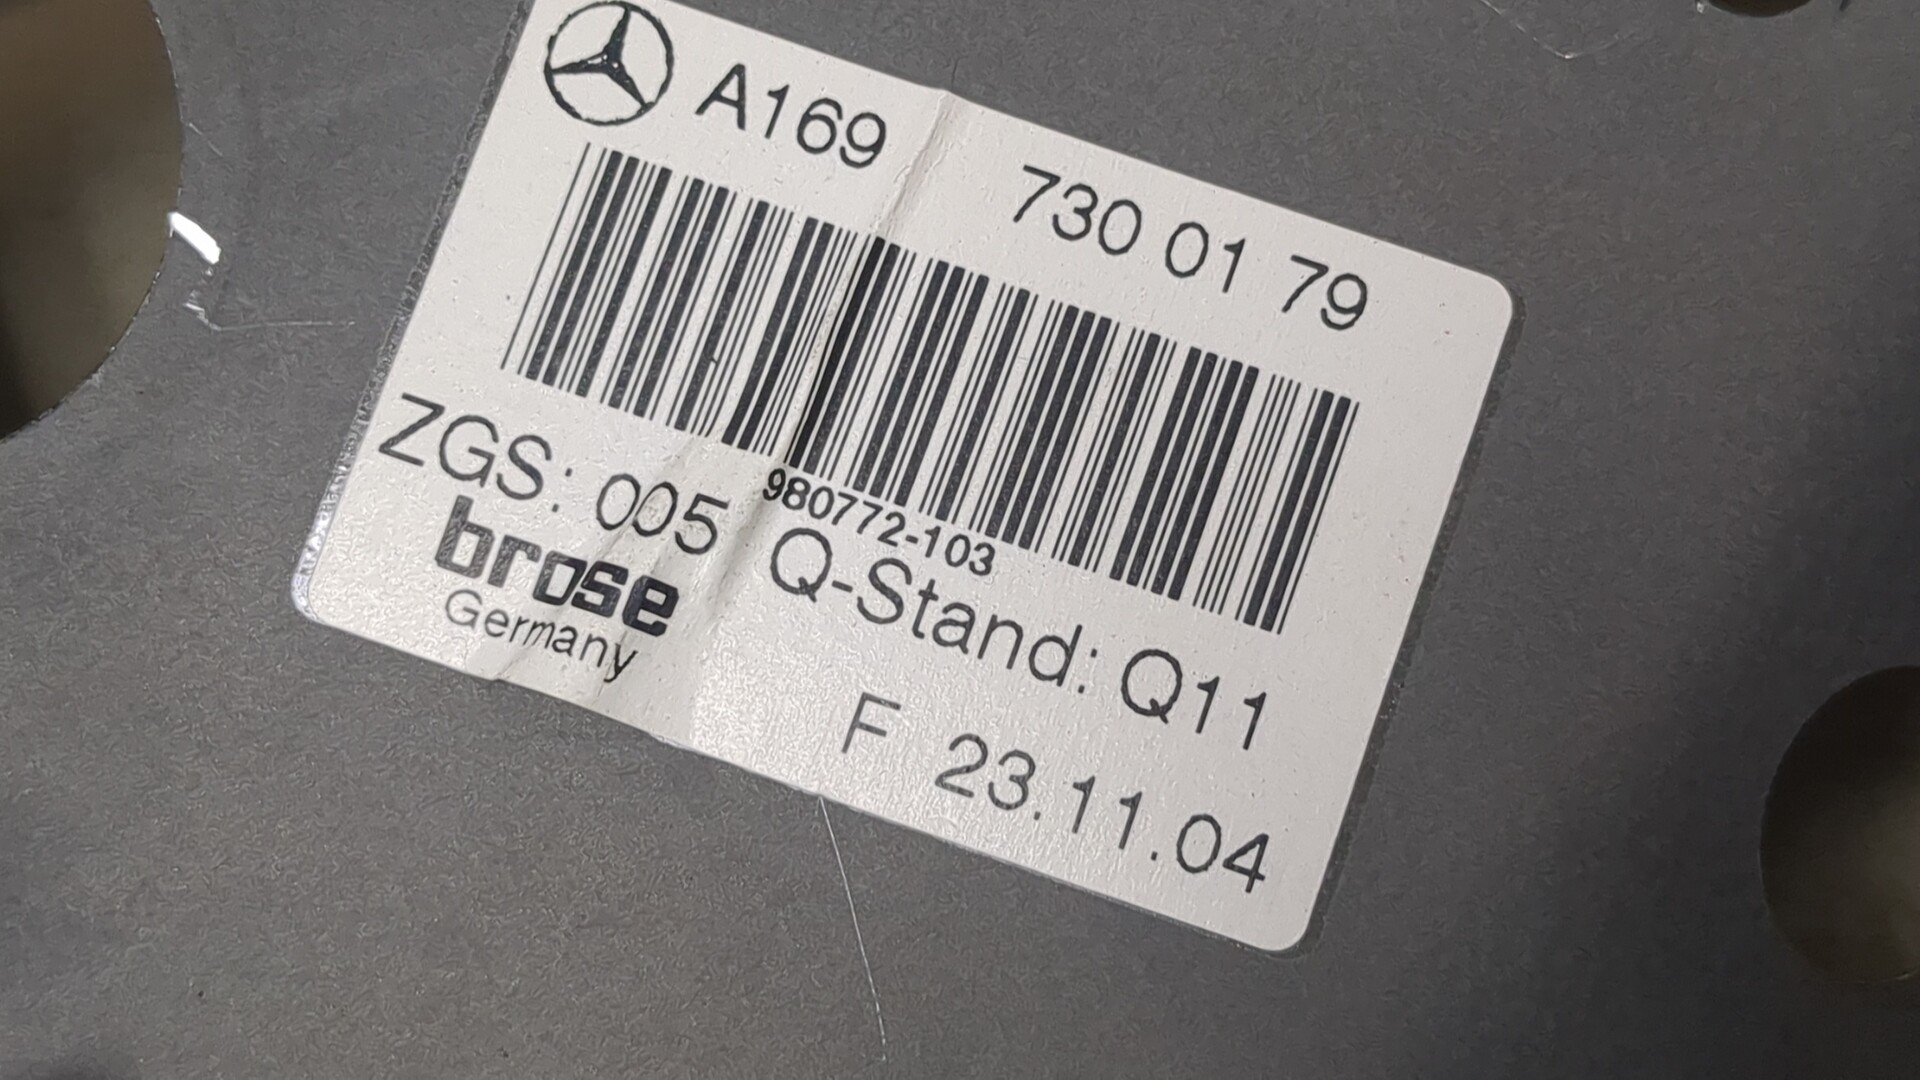 A169 730 01 79
980772-103
ZGS: 005 Q-Stand: Q11
brose
Germany
F 23.11.04